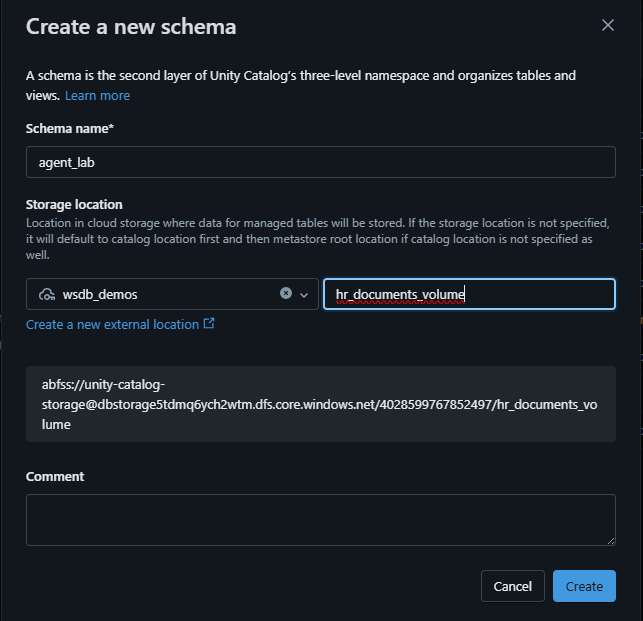 Create a new schema
A schema is the second layer of Unity Catalog's three-level namespace and organizes tables and
views. Learn more
Schema name*
agent_lab
Storage location
Location in cloud storage where data for managed tables will be stored. If the storage location is not specified,
it will default to catalog location first and then metastore root location if catalog location is not specified as
well.
wsdb_demos
hr_documents_volume
Create a new external location
abfss://unity-catalog-
storage@dbstorage5tdmq6ych2wtm.dfs.core.windows.net/4028599767852497/hr_documents_vo
lume
Comment
Cancel
Create